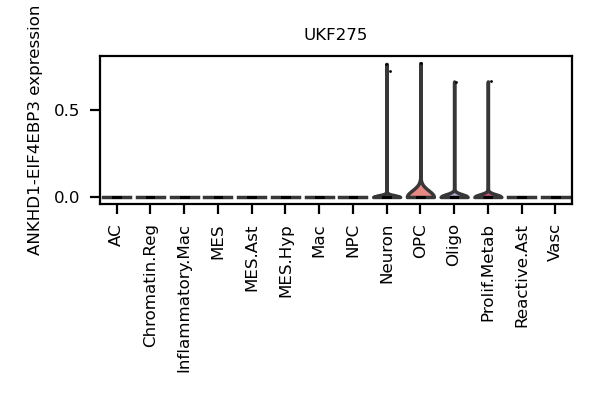 UKF275
ANKHD1-EIF4EBP3 expression
0.5
0.0
AC
Chromatin.Reg
Inflammatory.Mac
MES
MES.Ast
MES.Hyp
Mac
NPC
Neuron
OPC
Oligo
Prolif.Metab
Reactive.Ast
Vasc